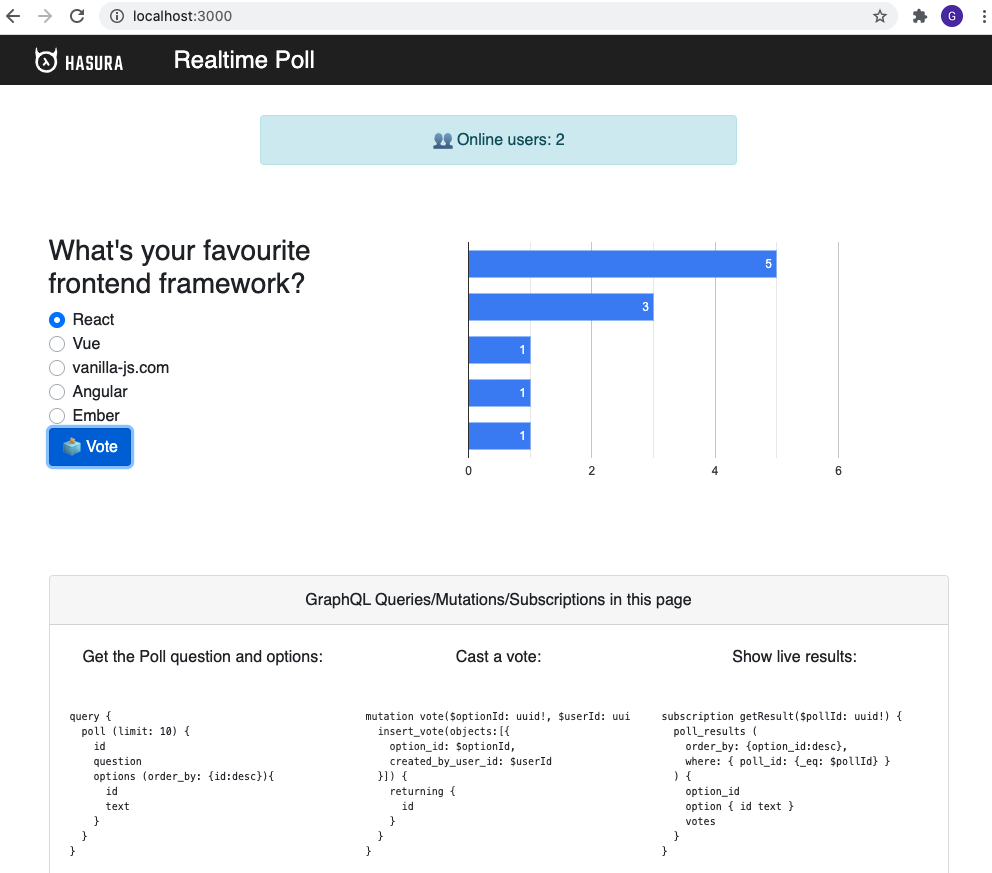 localhost:3000
G
HASURA
Realtime Poll
👥 Online users: 2
What's your favourite
frontend framework?
React
Vue
vanilla-js.com
Angular
Ember
Vote
5
3
1
1
1
0 2 4 6
GraphQL Queries/Mutations/Subscriptions in this page
Get the Poll question and options:
query {
  poll (limit: 10) {
    id
    question
    options (order_by: {id:desc}){
      id
      text
    }
  }
}
Cast a vote:
mutation vote($optionId: uuid!, $userId: uui
  insert_vote(objects:[{
    option_id: $optionId,
    created_by_user_id: $userId
  }]) {
    returning {
      id
    }
  }
}
Show live results:
subscription getResult($pollId: uuid!) {
  poll_results (
    order_by: {option_id:desc},
    where: { poll_id: {_eq: $pollId} }
  ) {
    option_id
    option { id text }
    votes
  }
}